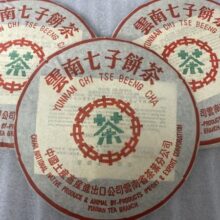 雲南七子餅茶
YUNNAN CHI TSE BEENG CHA
茶
中國土產畜產進出口公司雲南省茶葉分公司
CHINA NATIONAL NATIVE PRODUCE & ANIMAL BY-PRODUCTS IMPORT & EXPORT CORPORATION
YUNNAN TEA BRANCH